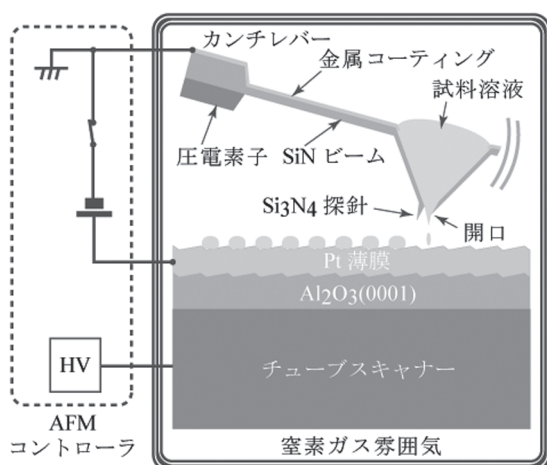 カンチレバー
金属コーティング
試料溶液
圧電素子
SiN ビーム
Si3N4 探針
開口
Pt 薄膜
Al2O3(0001)
HV
チューブスキャナー
AFM
コントローラ
窒素ガス雰囲気